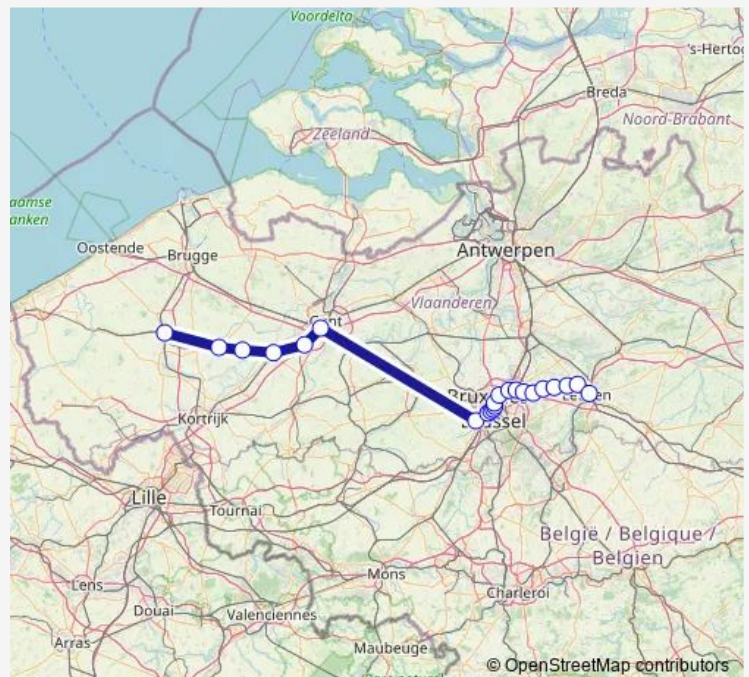 Voordelta
's-Herto
Breda
Noord-Brabant
Zeeland
aamse
anken
Oostende
Brugge
Antwerpen
Vlaanderen
Gent
Brux
ssel
Kortrijk
Lille
Tournai
België / Belgique /
Belgien
Lens
Mons
Charleroi
Douai
Valenciennes
Arras
Maubeuge
© OpenStreetMap contributors